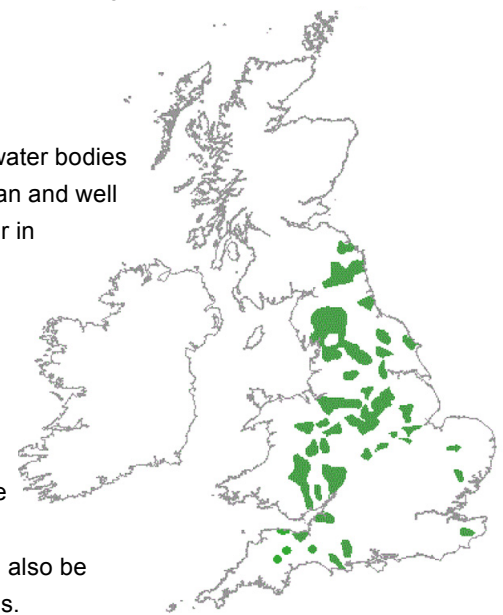 water bodies
an and well
r in
e
also be
s.